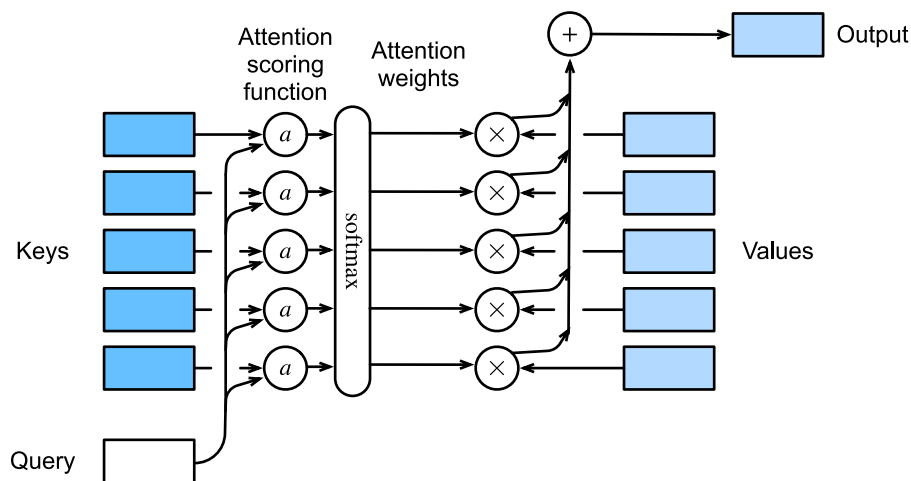 Attention
scoring
function
Attention
weights
+
Output
a
×
a
×
Keys
a
softmax
×
Values
a
×
a
×
Query